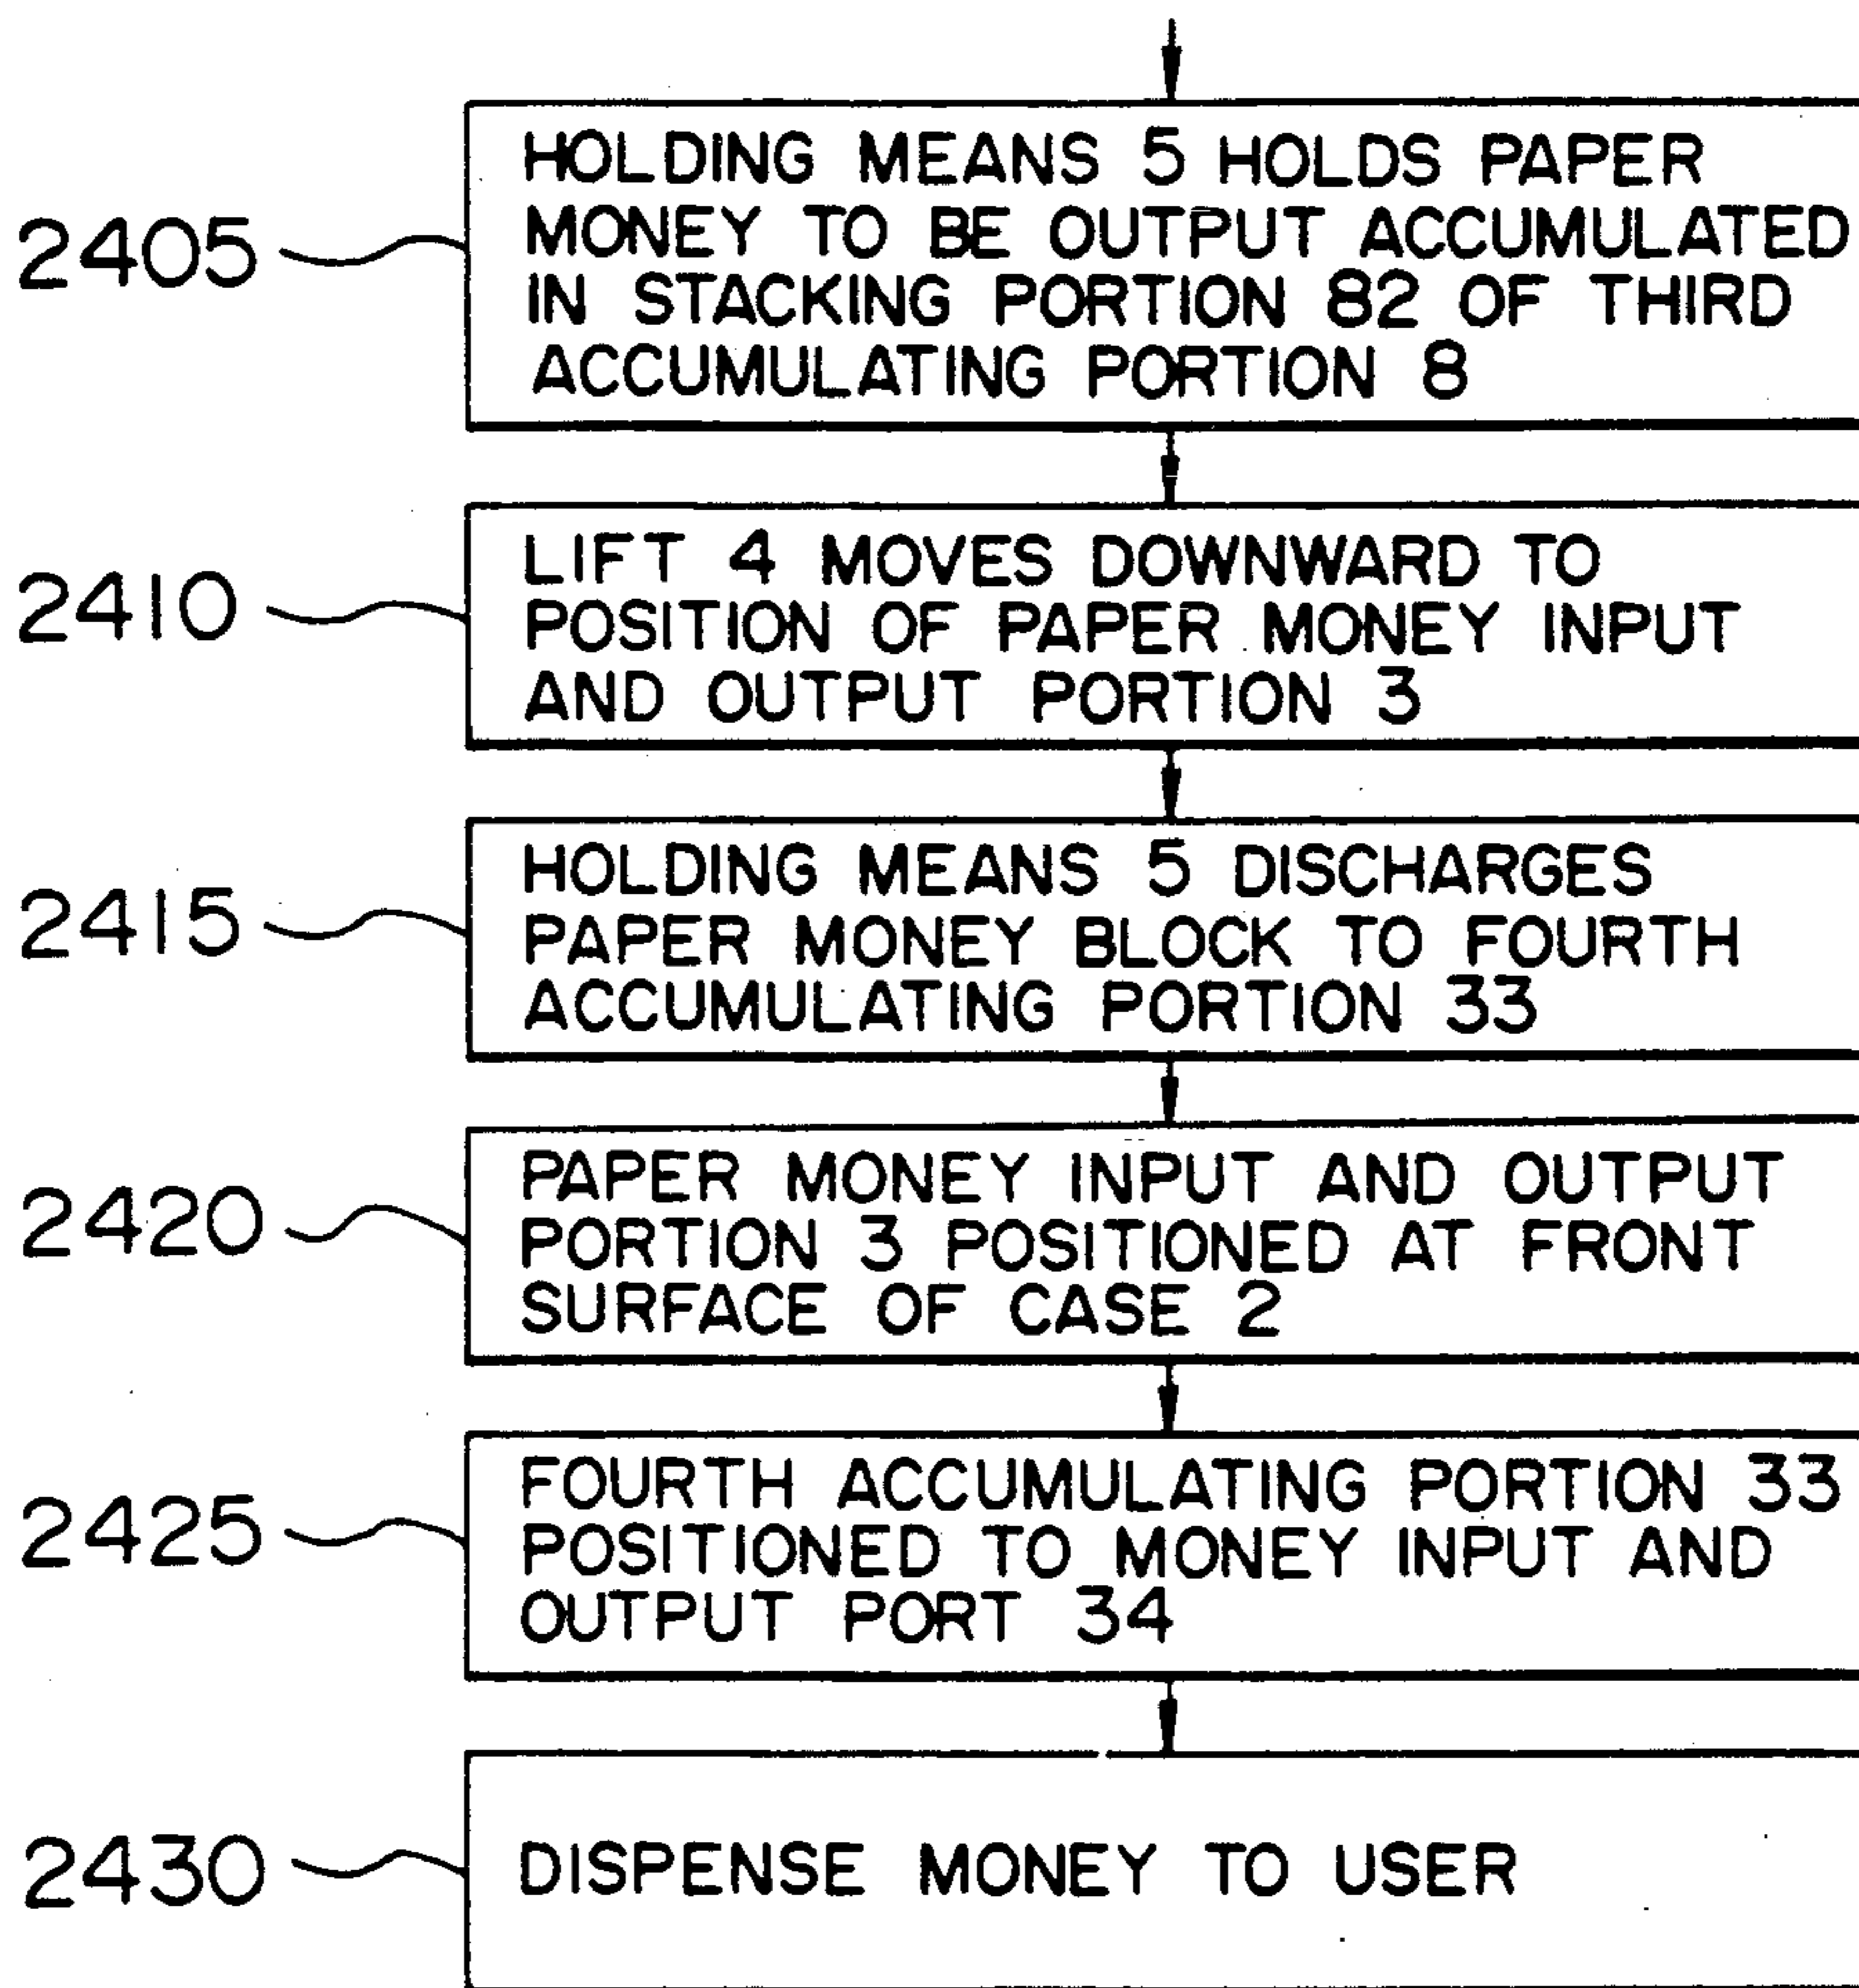 2405
HOLDING MEANS 5 HOLDS PAPER
MONEY TO BE OUTPUT ACCUMULATED
IN STACKING PORTION 82 OF THIRD
ACCUMULATING PORTION 8
2410
LIFT 4 MOVES DOWNWARD TO
POSITION OF PAPER MONEY INPUT
AND OUTPUT PORTION 3
2415
HOLDING MEANS 5 DISCHARGES
PAPER MONEY BLOCK TO FOURTH
ACCUMULATING PORTION 33
2420
PAPER MONEY INPUT AND OUTPUT
PORTION 3 POSITIONED AT FRONT
SURFACE OF CASE 2
2425
FOURTH ACCUMULATING PORTION 33
POSITIONED TO MONEY INPUT AND
OUTPUT PORT 34
2430
DISPENSE MONEY TO USER